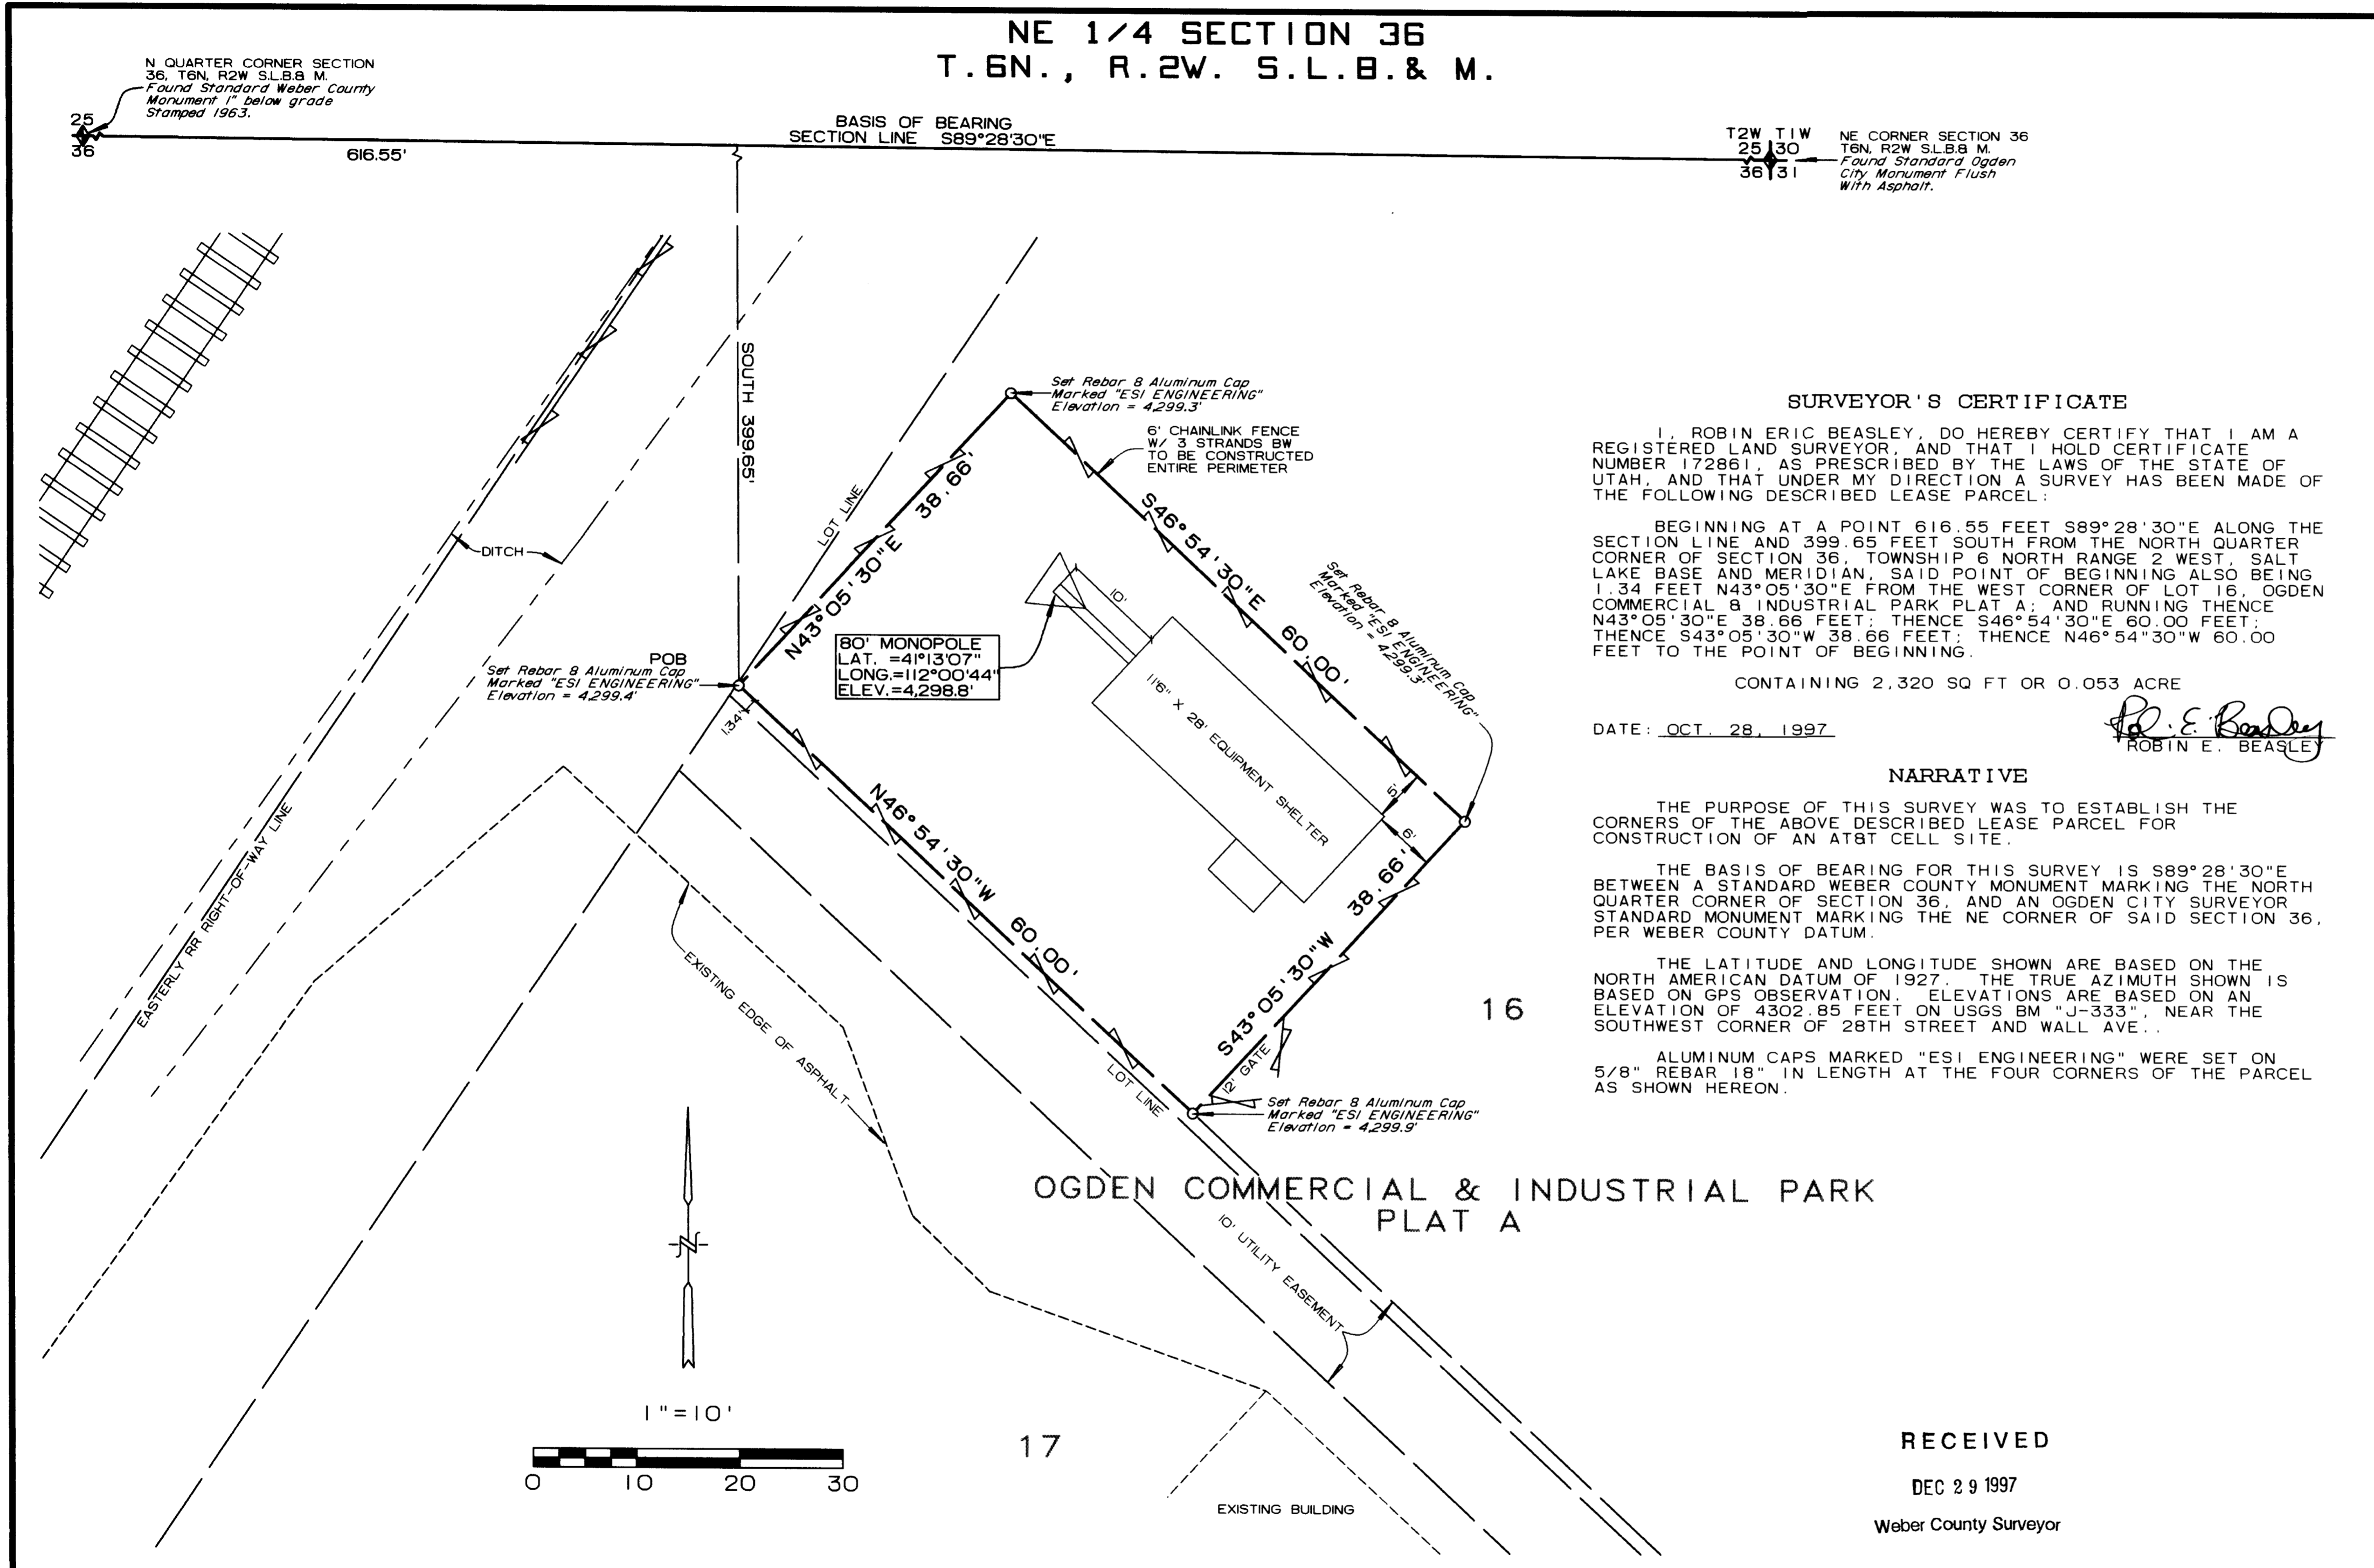 NE 1/4 SECTION 36
T.6N., R.2W. S.L.B.& M.
N QUARTER CORNER SECTION
36, T6N, R2W S.L.B.& M.
Found Standard Weber County
Monument 1" below grade
Stamped 1963.
25
36
616.55'
BASIS OF BEARING
SECTION LINE S89°28'30"E
T2W T1W
25 30
36 31
NE CORNER SECTION 36
T6N, R2W S.L.B.& M.
Found Standard Ogden
City Monument Flush
With Asphalt.
SOUTH 399.65'
LOT LINE
Set Rebar & Aluminum Cap
Marked "ESI ENGINEERING"
Elevation = 4,299.3'
6' CHAINLINK FENCE
W/ 3 STRANDS BW
TO BE CONSTRUCTED
ENTIRE PERIMETER
N43°05'30"E 38.66'
S46°54'30"E 60.00'
Set Rebar & Aluminum Cap
Marked "ESI ENGINEERING"
Elevation = 4,299.3'
DITCH
10'
80' MONOPOLE
LAT. =41°13'07"
LONG.=112°00'44"
ELEV.=4,298.8'
POB
Set Rebar & Aluminum Cap
Marked "ESI ENGINEERING"
Elevation = 4,299.4'
1.34'
11'6" X 28' EQUIPMENT SHELTER
5'
6'
N46°54'30"W 60.00'
S43°05'30"W 38.66'
EASTERLY RR RIGHT-OF-WAY LINE
EXISTING EDGE OF ASPHALT
LOT LINE
12' GATE
16
Set Rebar & Aluminum Cap
Marked "ESI ENGINEERING"
Elevation = 4,299.9'
OGDEN COMMERCIAL & INDUSTRIAL PARK
PLAT A
10' UTILITY EASEMENT
N
1"=10'
0 10 20 30
17
EXISTING BUILDING
SURVEYOR'S CERTIFICATE
I, ROBIN ERIC BEASLEY, DO HEREBY CERTIFY THAT I AM A
REGISTERED LAND SURVEYOR, AND THAT I HOLD CERTIFICATE
NUMBER 172861, AS PRESCRIBED BY THE LAWS OF THE STATE OF
UTAH, AND THAT UNDER MY DIRECTION A SURVEY HAS BEEN MADE OF
THE FOLLOWING DESCRIBED LEASE PARCEL:
BEGINNING AT A POINT 616.55 FEET S89°28'30"E ALONG THE
SECTION LINE AND 399.65 FEET SOUTH FROM THE NORTH QUARTER
CORNER OF SECTION 36, TOWNSHIP 6 NORTH RANGE 2 WEST, SALT
LAKE BASE AND MERIDIAN, SAID POINT OF BEGINNING ALSO BEING
1.34 FEET N43°05'30"E FROM THE WEST CORNER OF LOT 16, OGDEN
COMMERCIAL & INDUSTRIAL PARK PLAT A; AND RUNNING THENCE
N43°05'30"E 38.66 FEET; THENCE S46°54'30"E 60.00 FEET;
THENCE S43°05'30"W 38.66 FEET; THENCE N46°54"30"W 60.00
FEET TO THE POINT OF BEGINNING.
CONTAINING 2,320 SQ FT OR 0.053 ACRE
DATE: OCT. 28, 1997
Rob. E. Beasley
ROBIN E. BEASLEY
NARRATIVE
THE PURPOSE OF THIS SURVEY WAS TO ESTABLISH THE
CORNERS OF THE ABOVE DESCRIBED LEASE PARCEL FOR
CONSTRUCTION OF AN AT&T CELL SITE.
THE BASIS OF BEARING FOR THIS SURVEY IS S89°28'30"E
BETWEEN A STANDARD WEBER COUNTY MONUMENT MARKING THE NORTH
QUARTER CORNER OF SECTION 36, AND AN OGDEN CITY SURVEYOR
STANDARD MONUMENT MARKING THE NE CORNER OF SAID SECTION 36,
PER WEBER COUNTY DATUM.
THE LATITUDE AND LONGITUDE SHOWN ARE BASED ON THE
NORTH AMERICAN DATUM OF 1927. THE TRUE AZIMUTH SHOWN IS
BASED ON GPS OBSERVATION. ELEVATIONS ARE BASED ON AN
ELEVATION OF 4302.85 FEET ON USGS BM "J-333", NEAR THE
SOUTHWEST CORNER OF 28TH STREET AND WALL AVE..
ALUMINUM CAPS MARKED "ESI ENGINEERING" WERE SET ON
5/8" REBAR 18" IN LENGTH AT THE FOUR CORNERS OF THE PARCEL
AS SHOWN HEREON.
RECEIVED
DEC 29 1997
Weber County Surveyor